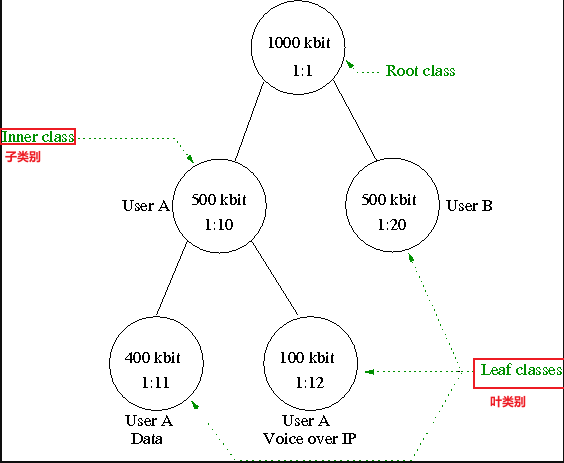 1000 kbit
1:1
Root class
Inner class
子类别
User A
500 kbit
1:10
500 kbit
1:20
User B
400 kbit
1:11
100 kbit
1:12
Leaf classes
叶类别
User A
Data
User A
Voice over IP